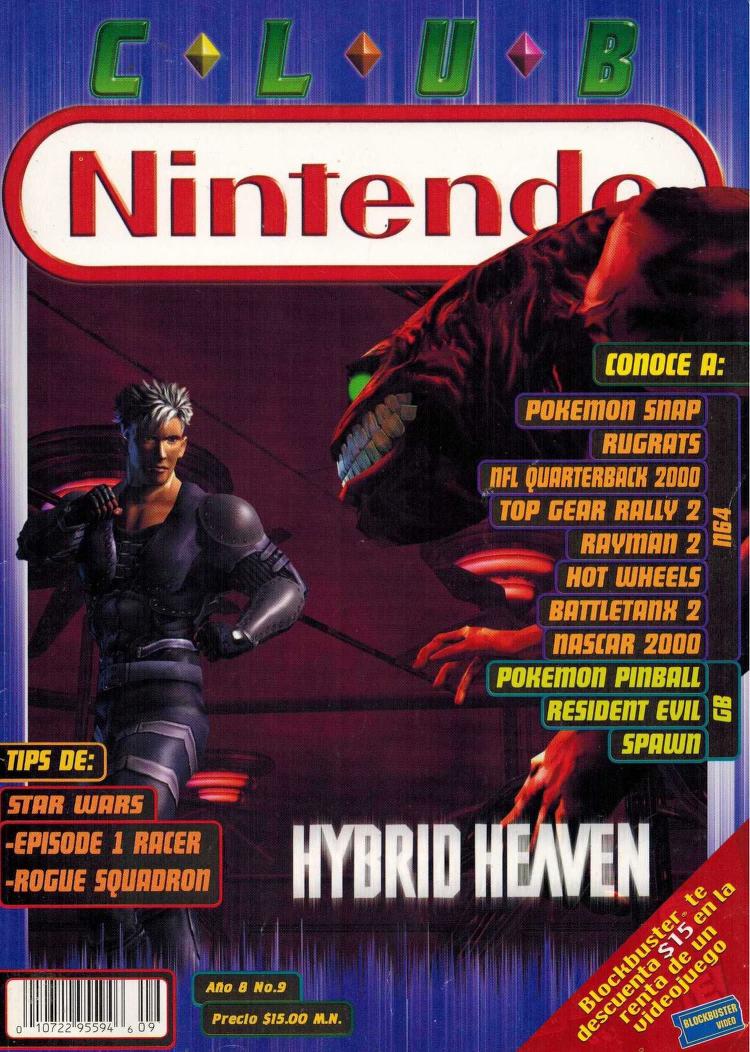 CLUB
Nintendo
CONOCE A:
POKEMON SNAP
RUGRATS
NFL QUARTERBACK 2000
TOP GEAR RALLY 2
RAYMAN 2
HOT WHEELS
BATTLETANX 2
NASCAR 2000
N64
POKEMON PINBALL
RESIDENT EVIL
SPAWN
GB
TIPS DE:
STAR WARS
-EPISODE 1 RACER
-ROGUE SQUADRON
HYBRID HEAVEN
Año 8 No.9
Precio $15.00 M.N.
0 10722 95594 6 09
Blockbuster® te
descuenta $15 en la
renta de un
videojuego
BLOCKBUSTER
VIDEO